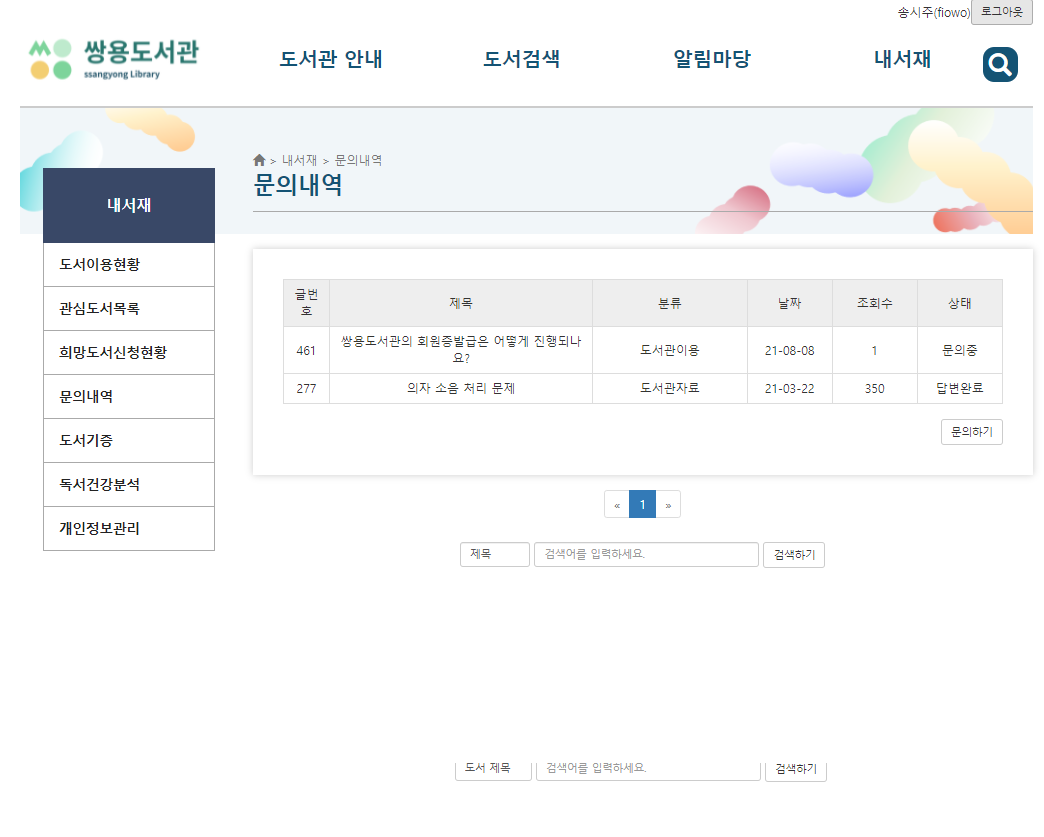 송시주(fiowo) 로그아웃
쌍용도서관
ssangyong Library
도서관 안내 도서검색 알림마당 내서재
> 내서재 > 문의내역
문의내역
내서재
도서이용현황
관심도서목록
희망도서신청현황
문의내역
도서기증
독서건강분석
개인정보관리
글번
호
제목 분류 날짜 조회수 상태
461 쌍용도서관의 회원증발급은 어떻게 진행되나
요?
도서관이용 21-08-08 1 문의중
277 의자 소음 처리 문제 도서관자료 21-03-22 350 답변완료
문의하기
« 1 »
제목 검색어를 입력하세요. 검색하기
도서 제목 검색어를 입력하세요. 검색하기